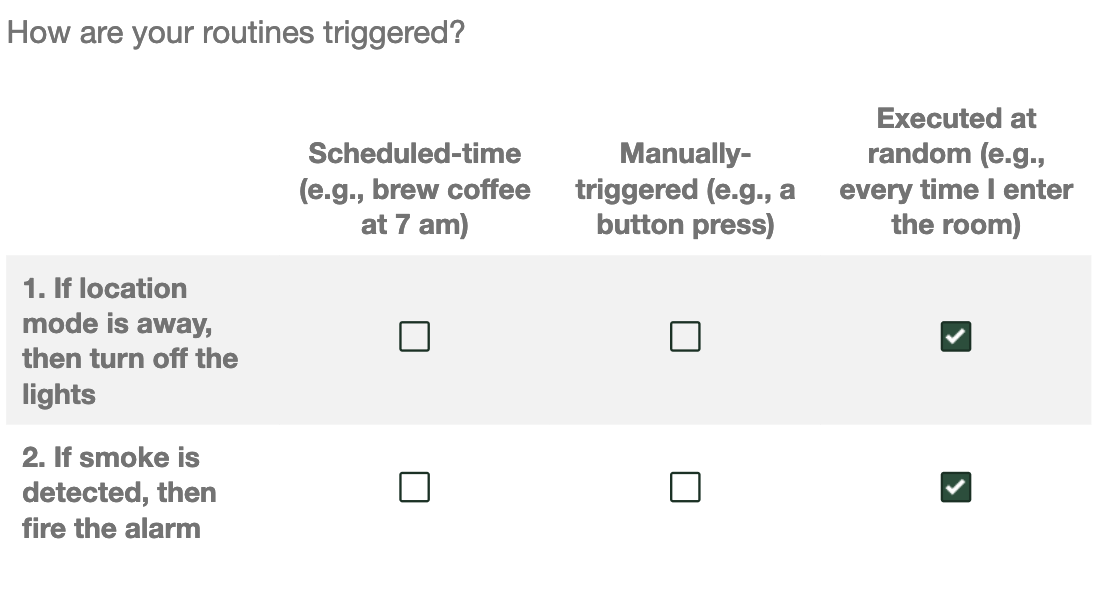 How are your routines triggered?
Scheduled-time
(e.g., brew coffee
at 7 am)
Manually-
triggered (e.g., a
button press)
Executed at
random (e.g.,
every time I enter
the room)
1. If location
mode is away,
then turn off the
lights
2. If smoke is
detected, then
fire the alarm